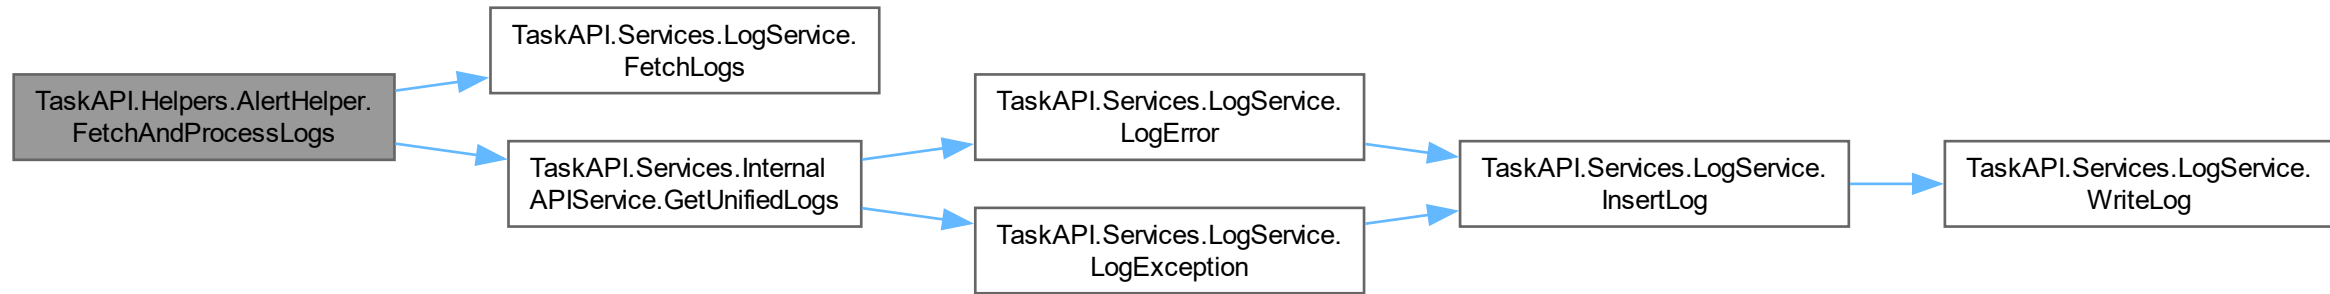 TaskAPI.Helpers.AlertHelper.
FetchAndProcessLogs
TaskAPI.Services.LogService.
FetchLogs
TaskAPI.Services.Internal
APIService.GetUnifiedLogs
TaskAPI.Services.LogService.
LogError
TaskAPI.Services.LogService.
LogException
TaskAPI.Services.LogService.
InsertLog
TaskAPI.Services.LogService.
WriteLog